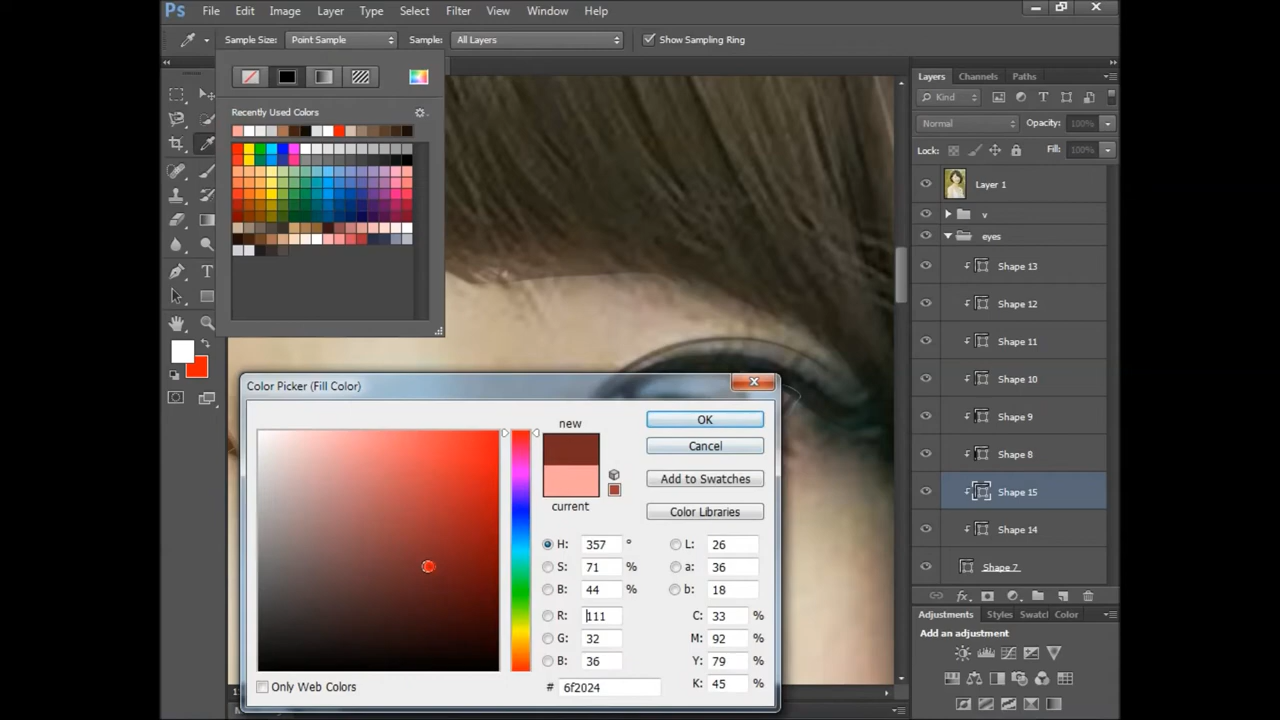 Ps File Edit Image Layer Type Select Filter View Window Help
Sample Size: Point Sample Sample: All Layers Show Sampling Ring
Recently Used Colors
Layers Channels Paths
Kind T
Normal Opacity: 100%
Lock: Fill: 100%
Layer 1
v
eyes
Shape 13
Shape 12
Shape 11
Shape 10
Shape 9
Shape 8
Shape 15
Shape 14
Shape 7
fx
Adjustments Styles Swatcl Color
Add an adjustment
T
Color Picker (Fill Color)
new
current
OK
Cancel
Add to Swatches
Color Libraries
H: 357 ° L: 26
S: 71 % a: 36
B: 44 % b: 18
R: 111 C: 33 %
G: 32 M: 92 %
B: 36 Y: 79 %
# 6f2024 K: 45 %
Only Web Colors